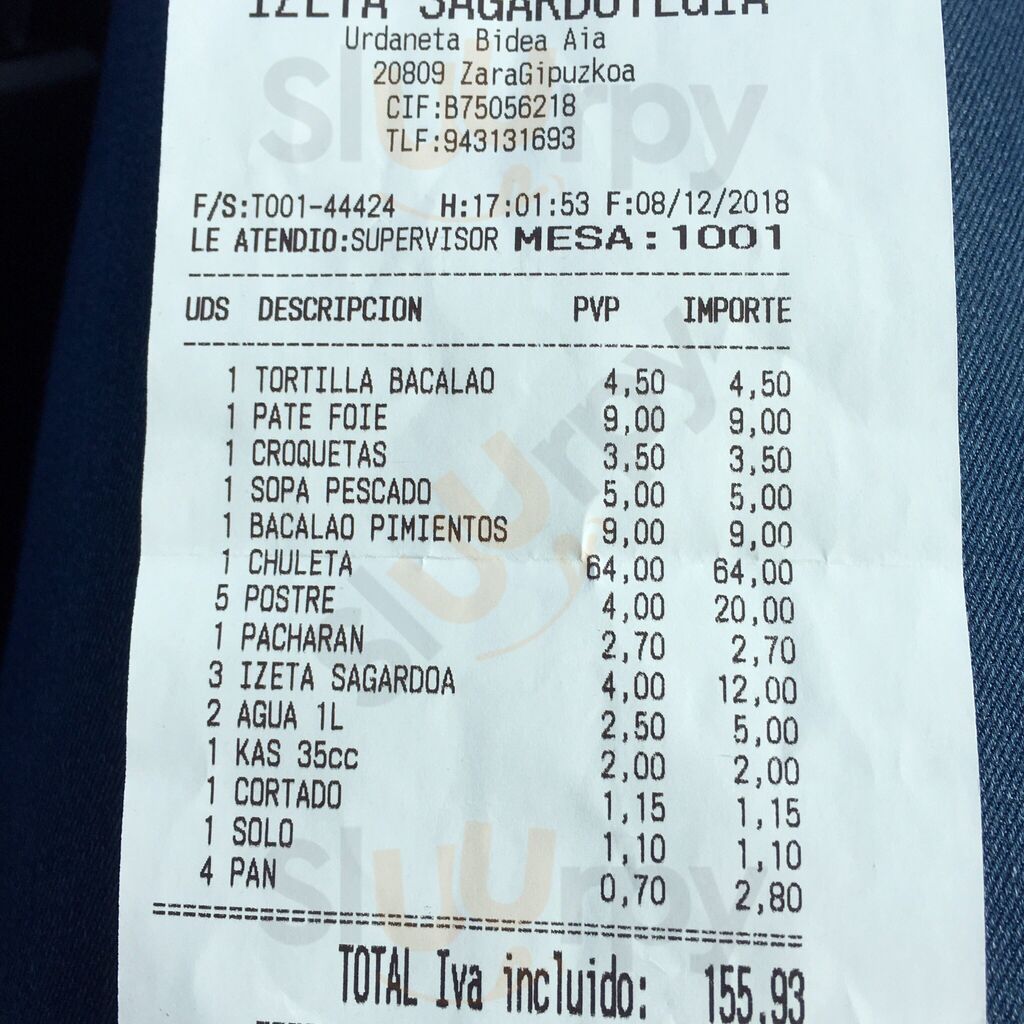 IZETA SAGARDOTEGIA
Urdaneta Bidea Aia
20809 ZaraGipuzkoa
CIF:B75056218
TLF:943131693
F/S:T001-44424 H:17:01:53 F:08/12/2018
LE ATENDIO:SUPERVISOR MESA:1001
UDS DESCRIPCION PVP IMPORTE
1 TORTILLA BACALAO 4,50 4,50
1 PATE FOIE 9,00 9,00
1 CROQUETAS 3,50 3,50
1 SOPA PESCADO 5,00 5,00
1 BACALAO PIMIENTOS 9,00 9,00
1 CHULETA 64,00 64,00
5 POSTRE 4,00 20,00
1 PACHARAN 2,70 2,70
3 IZETA SAGARDOA 4,00 12,00
2 AGUA 1L 2,50 5,00
1 KAS 35cc 2,00 2,00
1 CORTADO 1,15 1,15
1 SOLO 1,10 1,10
4 PAN 0,70 2,80
TOTAL Iva incluido: 155.93
Slurpy
Slurpy
Slurpy